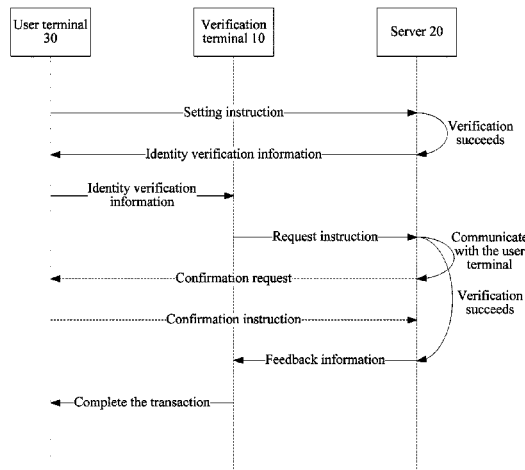 User terminal
30
Verification
terminal 10
Server 20
Setting instruction
Verification
succeeds
Identity verification information
Identity verification
information
Request instruction
Communicate
with the user
terminal
Confirmation request
Verification
succeeds
Confirmation instruction
Feedback information
Complete the transaction